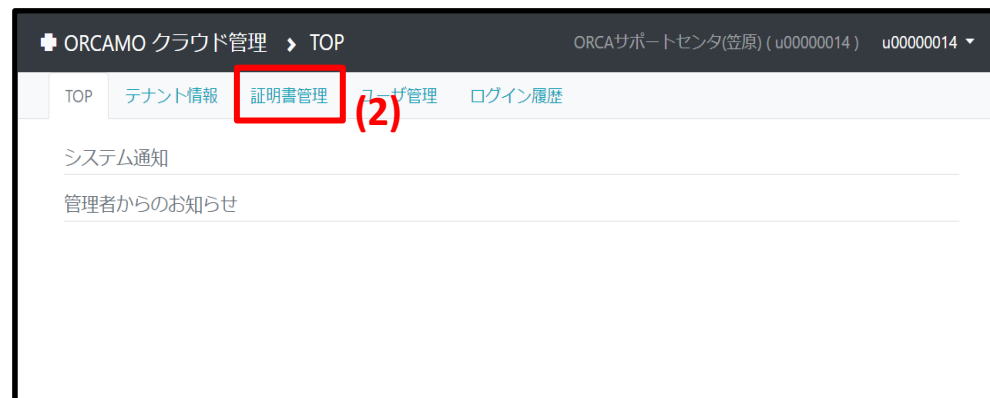 ORCAMO クラウド管理 › TOP ORCAサポートセンタ(笠原) ( u00000014 ) u00000014
TOP テナント情報 証明書管理 ユーザ管理 ログイン履歴
(2)
システム通知
管理者からのお知らせ